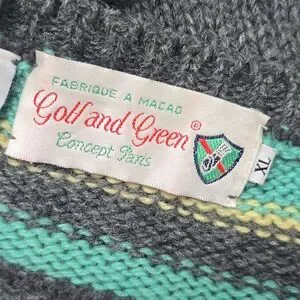 FABRIQUE A MACAO
Golf and Green®
Concept Paris
XL